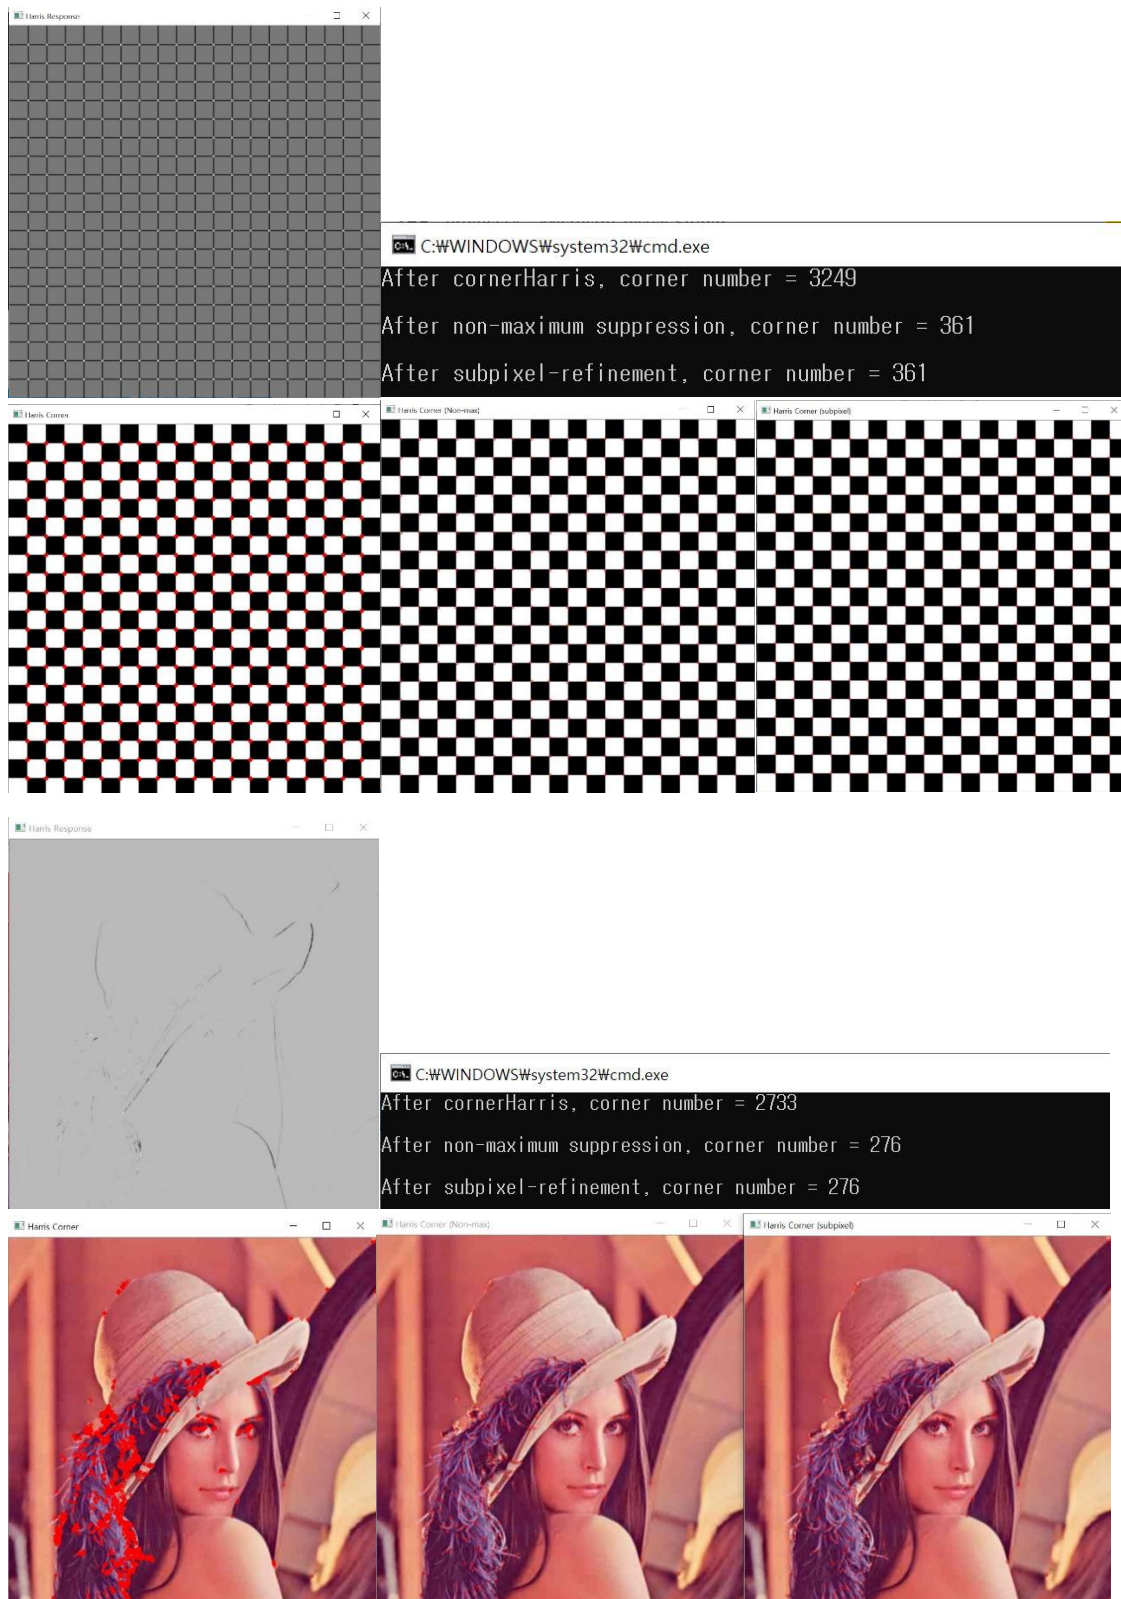 Harris Response
C:₩WINDOWS₩system32₩cmd.exe
After cornerHarris, corner number = 3249
After non-maximum suppression, corner number = 361
After subpixel-refinement, corner number = 361
Harris Corner
Harris Corner (Non-max)
Harris Corner (subpixel)
Harris Response
C:₩WINDOWS₩system32₩cmd.exe
After cornerHarris, corner number = 2733
After non-maximum suppression, corner number = 276
After subpixel-refinement, corner number = 276
Harris Corner
Harris Corner (Non-max)
Harris Corner (subpixel)